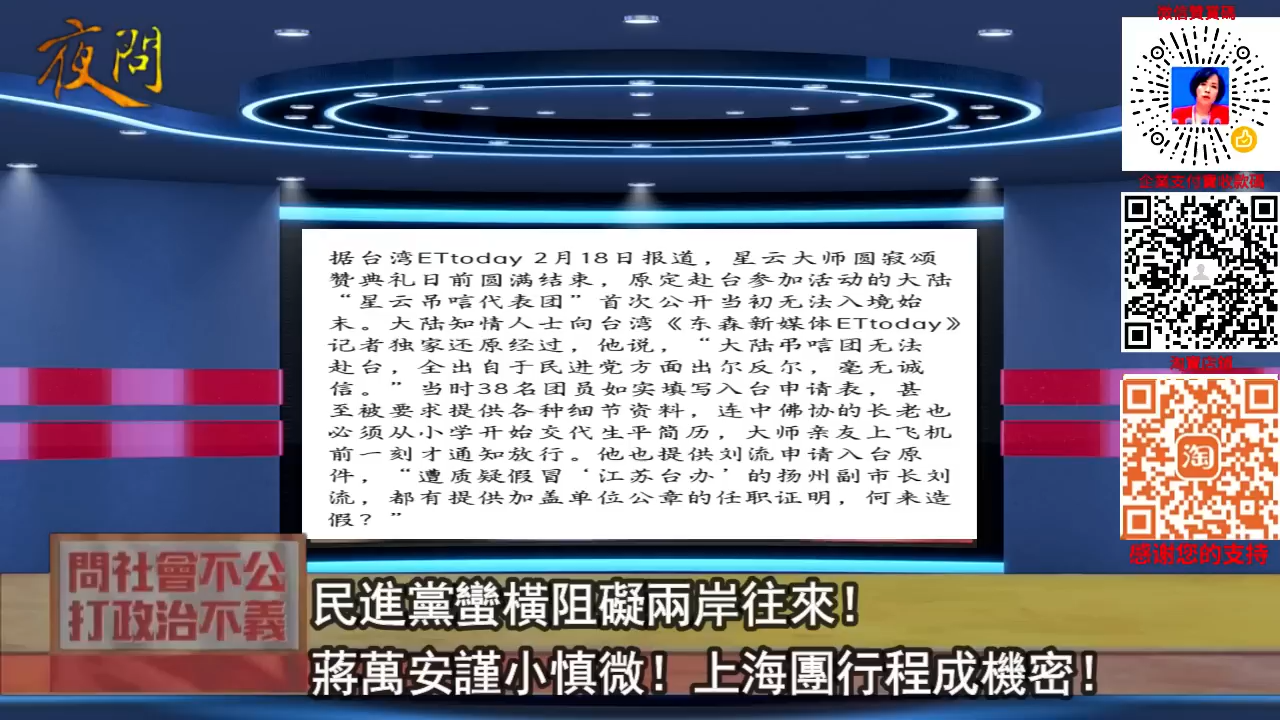 夜問
微信贊賞碼
企業支付寶收款碼
淘寶店鋪
淘
感谢您的支持
据台湾ETtoday 2月18日报道，星云大师圆寂颂
赞典礼日前圆满结束，原定赴台参加活动的大陆
“星云吊唁代表团”首次公开当初无法入境始
末。大陆知情人士向台湾《东森新媒体ETtoday》
记者独家还原经过，他说，“大陆吊唁团无法
赴台，全出自于民进党方面出尔反尔，毫无诚
信。”当时38名团员如实填写入台申请表，甚
至被要求提供各种细节资料，连中佛协的长老也
必须从小学开始交代生平简历，大师亲友上飞机
前一刻才通知放行。他也提供刘流申请入台原
件，“遭质疑假冒‘江苏台办’的扬州副市长刘
流，都有提供加盖单位公章的任职证明，何来造
假？”
問社會不公
打政治不義
民進黨蠻橫阻礙兩岸往來！
蔣萬安謹小慎微！上海團行程成機密！